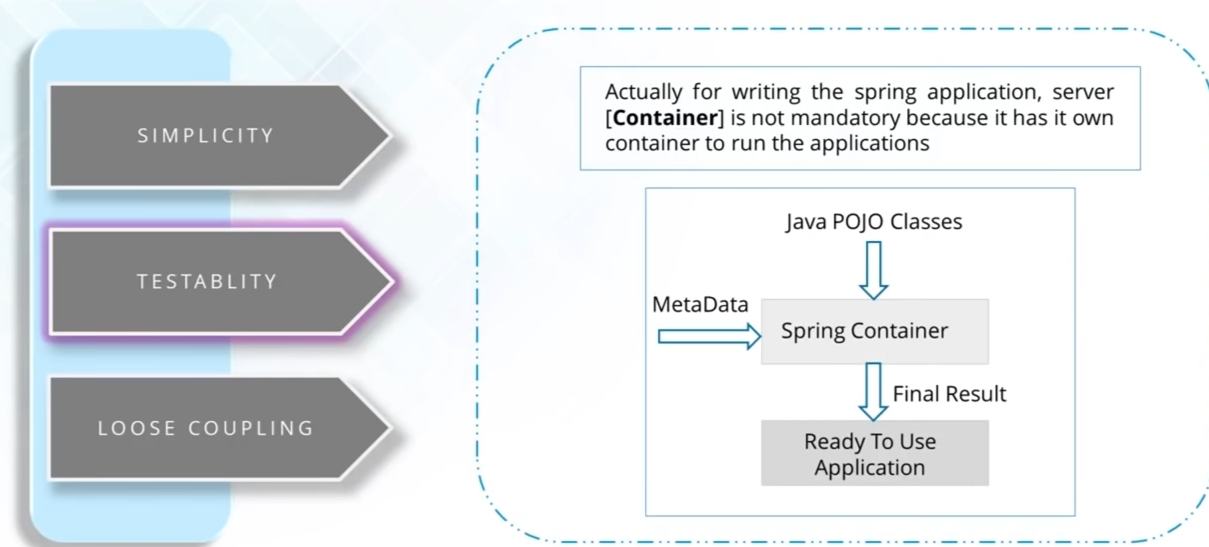 SIMPLICITY
TESTABLITY
LOOSE COUPLING
Actually for writing the spring application, server
[Container] is not mandatory because it has it own
container to run the applications
Java POJO Classes
MetaData
Spring Container
Final Result
Ready To Use
Application